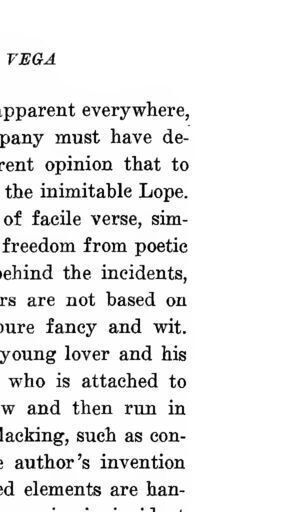 VEGA
apparent everywhere,
pany must have de-
rent opinion that to
the inimitable Lope.
of facile verse, sim-
freedom from poetic
behind the incidents,
rs are not based on
pure fancy and wit.
young lover and his
who is attached to
w and then run in
lacking, such as con-
e author's invention
ed elements are han-